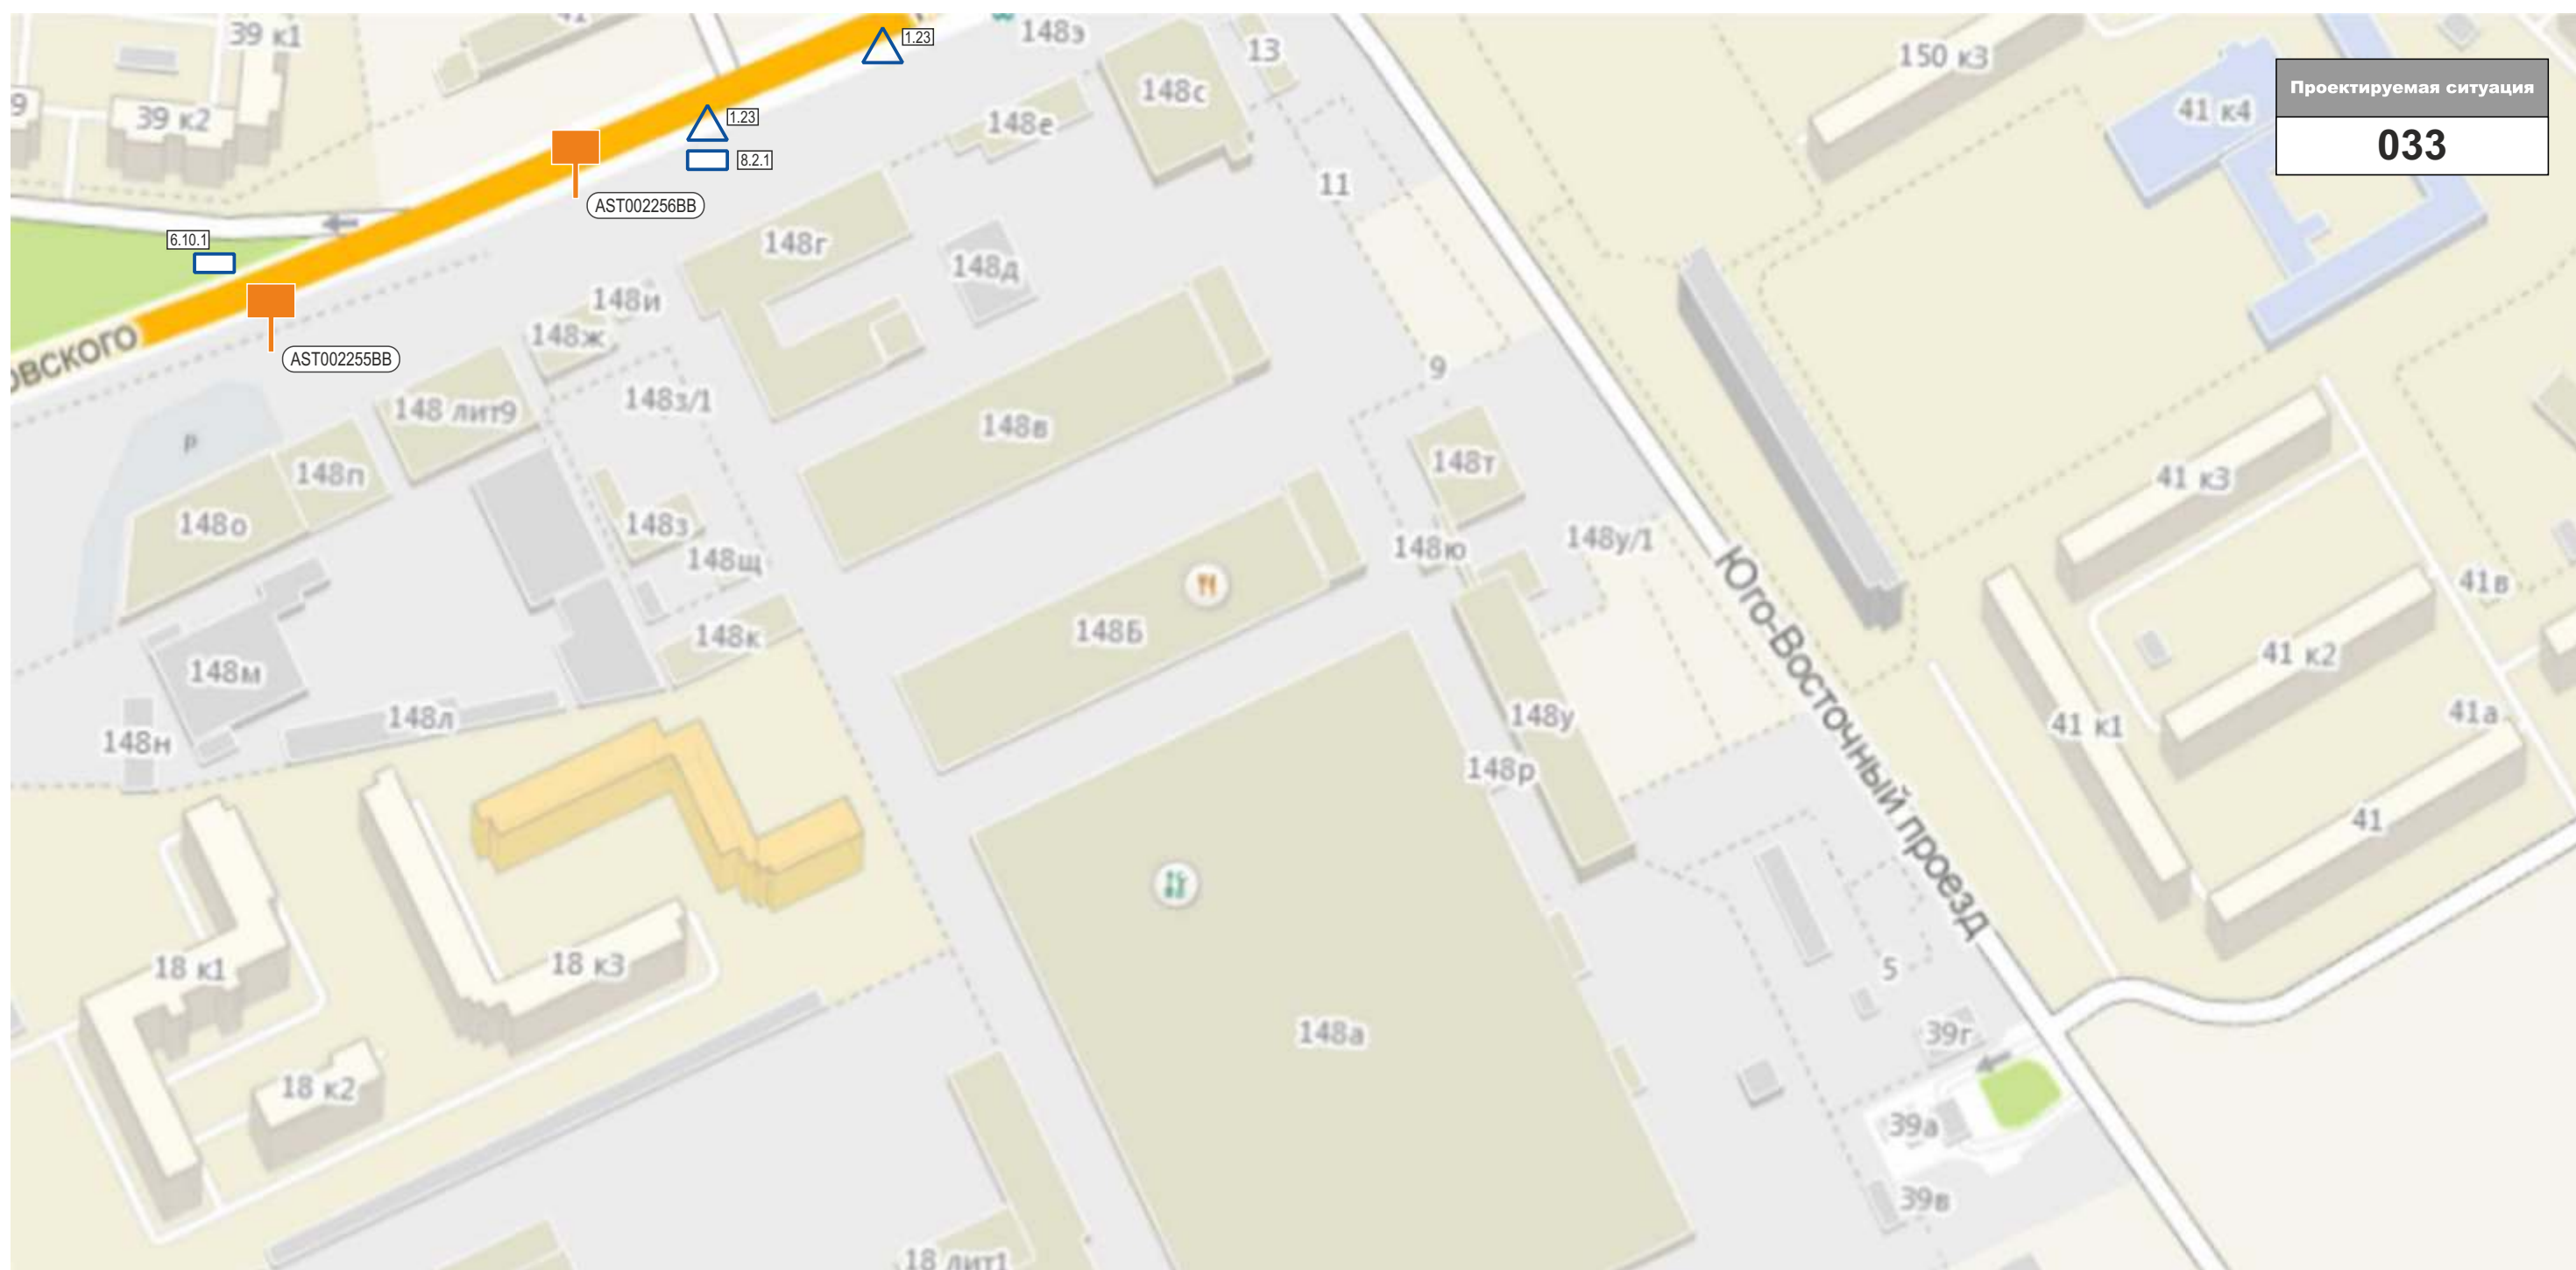 39 к1
148э
1.23
13
150 к3
Проектируемая ситуация
033
39 к2
148с
41 к4
1.23
148е
8.2.1
11
AST002256BB
6.10.1
148г
148д
148и
148ж
AST002255BB
ОВСКОГО
9
148з/1
148 лит9
148в
P
148п
148т
41 к3
148о
148з
148щ
148ю
148у/1
41в
148к
148Б
41 к2
148м
Юго-Восточный проезд
148л
148у
41а
41 к1
148н
148р
41
18 к1
18 к3
5
148а
39г
18 к2
39а
39в
18 лит1